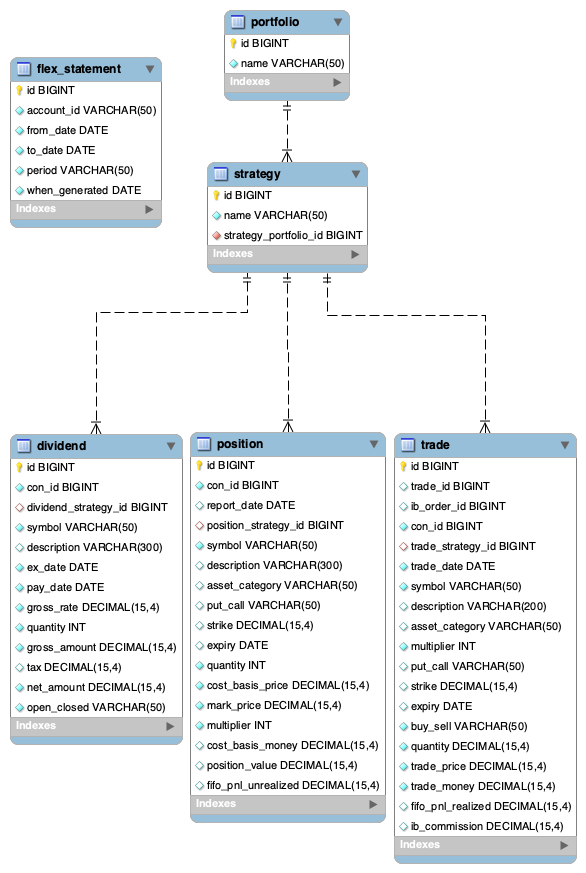 portfolio
id BIGINT
name VARCHAR(50)
Indexes
flex_statement
id BIGINT
account_id VARCHAR(50)
from_date DATE
to_date DATE
period VARCHAR(50)
when_generated DATE
Indexes
strategy
id BIGINT
name VARCHAR(50)
strategy_portfolio_id BIGINT
Indexes
dividend
id BIGINT
con_id BIGINT
dividend_strategy_id BIGINT
symbol VARCHAR(50)
description VARCHAR(300)
ex_date DATE
pay_date DATE
gross_rate DECIMAL(15,4)
quantity INT
gross_amount DECIMAL(15,4)
tax DECIMAL(15,4)
net_amount DECIMAL(15,4)
open_closed VARCHAR(50)
Indexes
position
id BIGINT
con_id BIGINT
report_date DATE
position_strategy_id BIGINT
symbol VARCHAR(50)
description VARCHAR(300)
asset_category VARCHAR(50)
put_call VARCHAR(50)
strike DECIMAL(15,4)
expiry DATE
quantity INT
cost_basis_price DECIMAL(15,4)
mark_price DECIMAL(15,4)
multiplier INT
cost_basis_money DECIMAL(15,4)
position_value DECIMAL(15,4)
fifo_pnl_unrealized DECIMAL(15,4)
Indexes
trade
id BIGINT
trade_id BIGINT
ib_order_id BIGINT
con_id BIGINT
trade_strategy_id BIGINT
trade_date DATE
symbol VARCHAR(50)
description VARCHAR(200)
asset_category VARCHAR(50)
multiplier INT
put_call VARCHAR(50)
strike DECIMAL(15,4)
expiry DATE
buy_sell VARCHAR(50)
quantity DECIMAL(15,4)
trade_price DECIMAL(15,4)
trade_money DECIMAL(15,4)
fifo_pnl_realized DECIMAL(15,4)
ib_commission DECIMAL(15,4)
Indexes